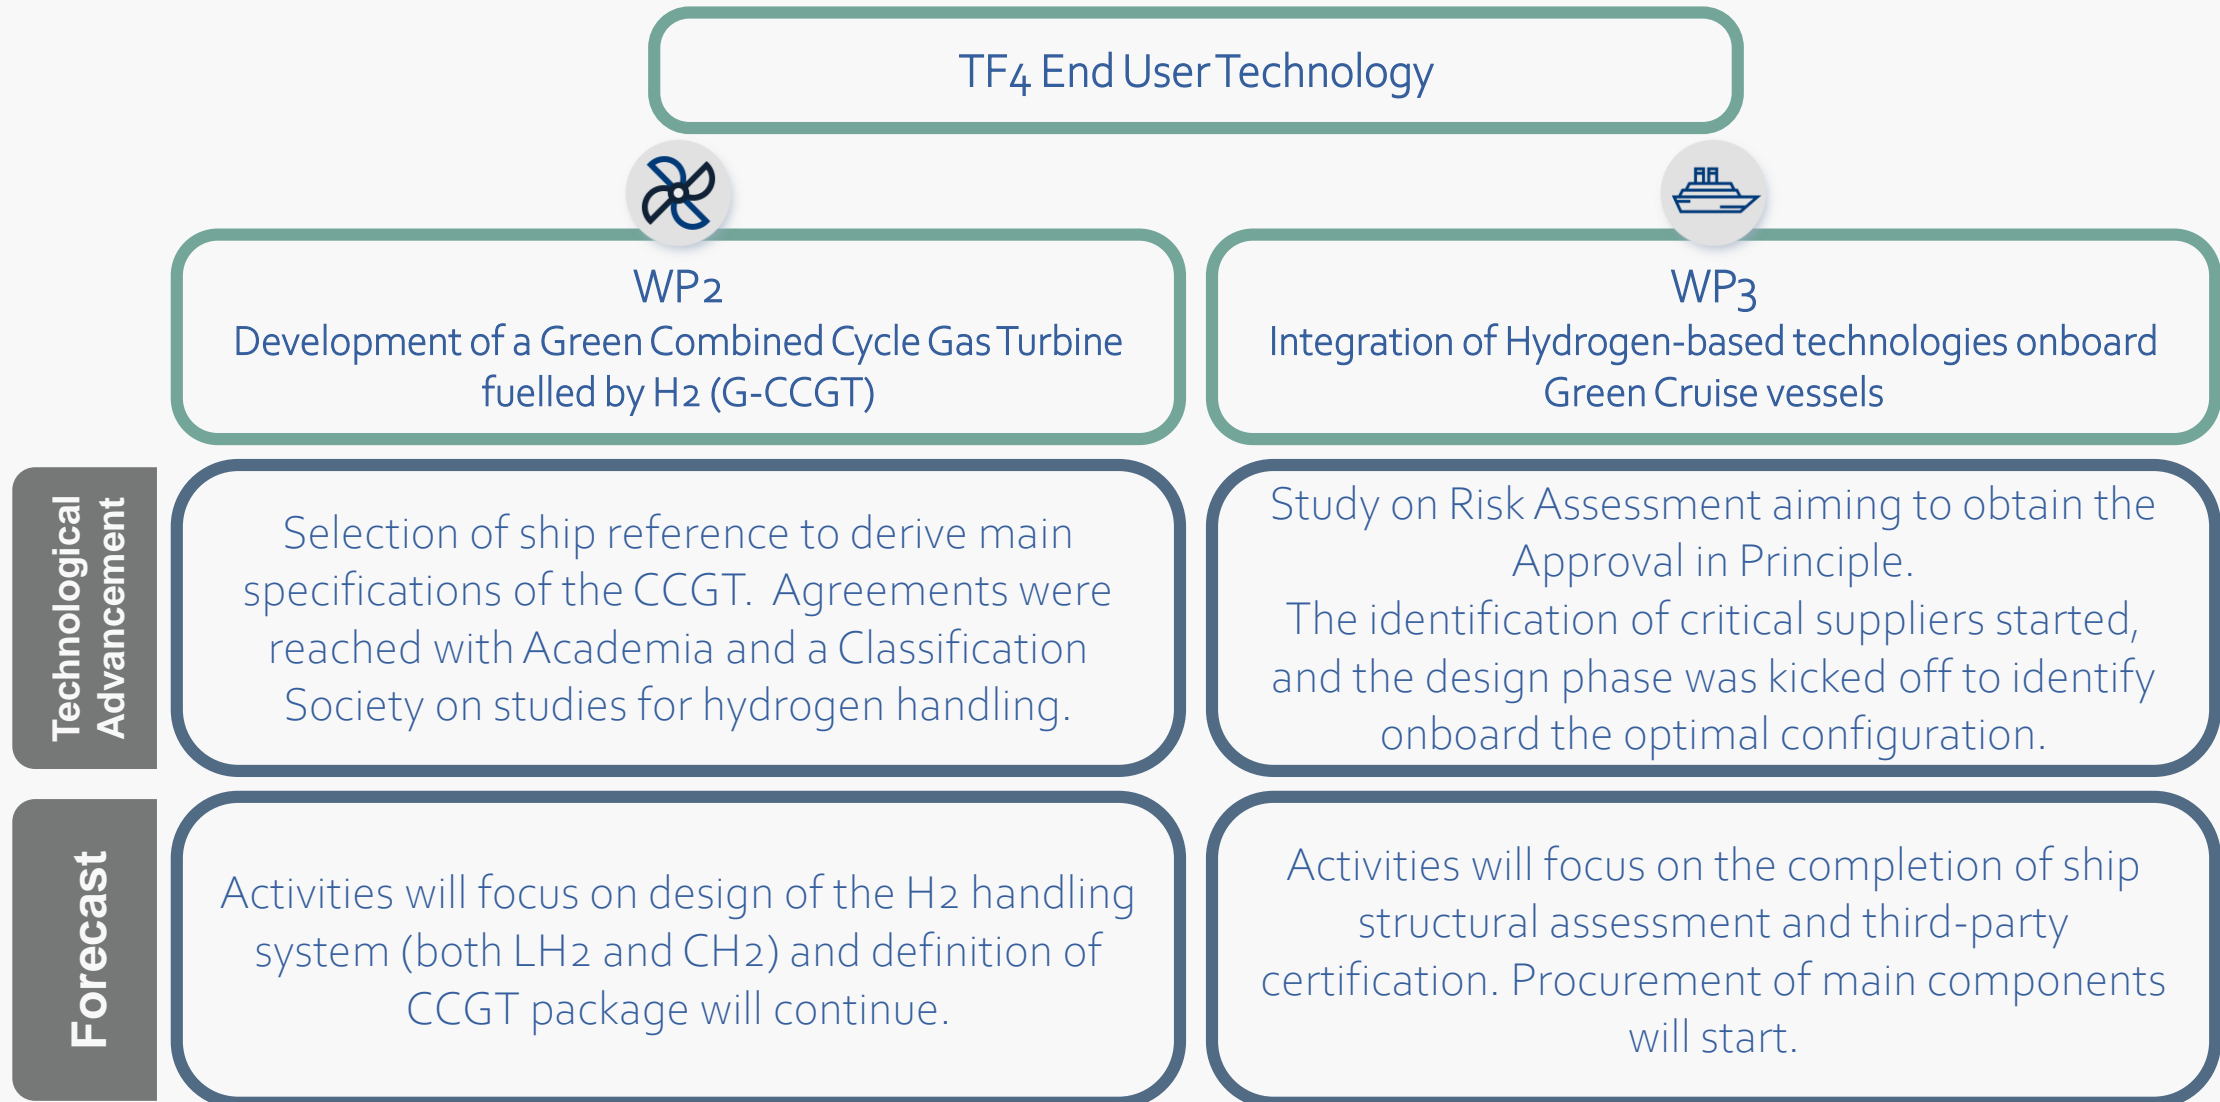 TF4 End User Technology
WP2
Development of a Green Combined Cycle Gas Turbine
fuelled by H2 (G-CCGT)
WP3
Integration of Hydrogen-based technologies onboard
Green Cruise vessels
Technological
Advancement
Selection of ship reference to derive main
specifications of the CCGT. Agreements were
reached with Academia and a Classification
Society on studies for hydrogen handling.
Study on Risk Assessment aiming to obtain the
Approval in Principle.
The identification of critical suppliers started,
and the design phase was kicked off to identify
onboard the optimal configuration.
Forecast
Activities will focus on design of the H2 handling
system (both LH2 and CH2) and definition of
CCGT package will continue.
Activities will focus on the completion of ship
structural assessment and third-party
certification. Procurement of main components
will start.